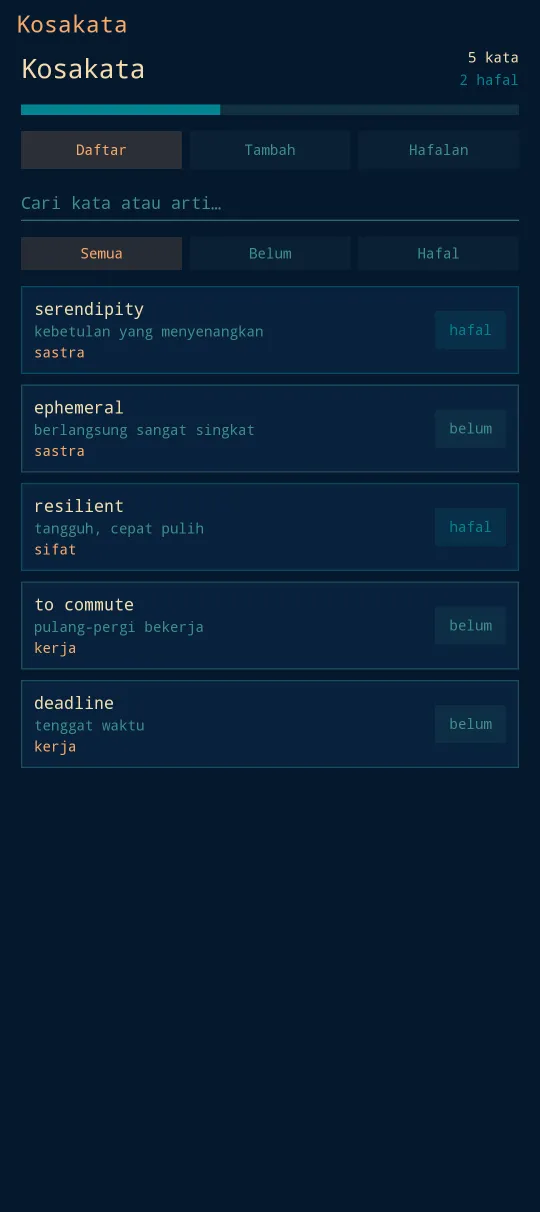 Kosakata
Kosakata
5 kata
2 hafal
Daftar
Tambah
Hafalan
Cari kata atau arti…
Semua
Belum
Hafal
serendipity
kebetulan yang menyenangkan
sastra
hafal
ephemeral
berlangsung sangat singkat
sastra
belum
resilient
tangguh, cepat pulih
sifat
hafal
to commute
pulang-pergi bekerja
kerja
belum
deadline
tenggat waktu
kerja
belum